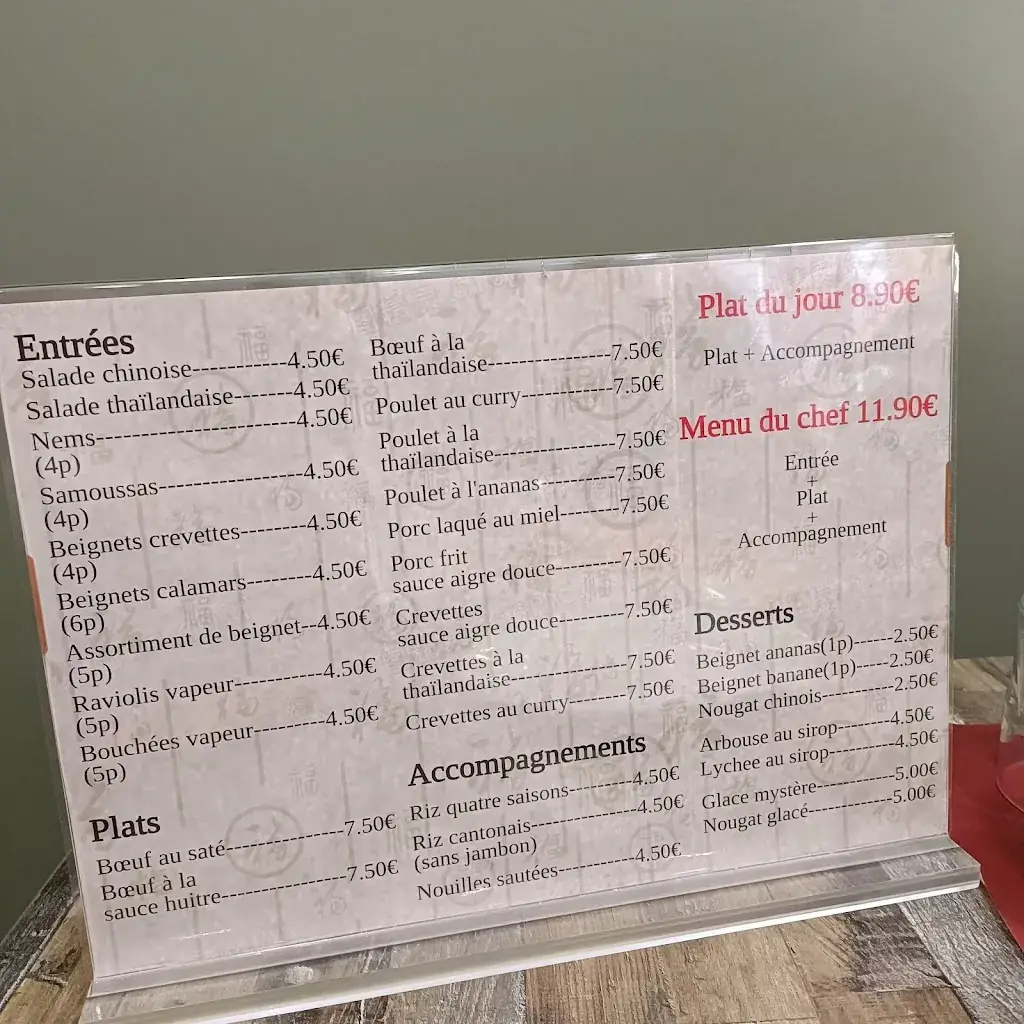 Entrées
Salade chinoise------------4.50€
Salade thaïlandaise--------4.50€
Nems--------------------------4.50€
(4p)
Samoussas-------------------4.50€
(4p)
Beignets crevettes---------4.50€
(4p)
Beignets calamars--------4.50€
(6p)
Assortiment de beignet--4.50€
(5p)
Raviolis vapeur-----------4.50€
(5p)
Bouchées vapeur---------4.50€
(5p)
Plats
Bœuf au saté---------------7.50€
Bœuf à la
sauce huitre----------------7.50€
Bœuf à la
thaïlandaise----------------7.50€
Poulet au curry------------7.50€
Poulet à la
thaïlandaise----------------7.50€
Poulet à l'ananas----------7.50€
Porc laqué au miel--------7.50€
Porc frit
sauce aigre douce---------7.50€
Crevettes
sauce aigre douce---------7.50€
Crevettes à la
thaïlandaise---------------7.50€
Crevettes au curry--------7.50€
Accompagnements
Riz quatre saisons--------4.50€
Riz cantonais--------------4.50€
(sans jambon)
Nouilles sautées----------4.50€
Plat du jour 8.90€
Plat + Accompagnement
Menu du chef 11.90€
Entrée
+
Plat
+
Accompagnement
Desserts
Beignet ananas(1p)------2.50€
Beignet banane(1p)-----2.50€
Nougat chinois-----------2.50€
Arbouse au sirop--------4.50€
Lychee au sirop----------4.50€
Glace mystère------------5.00€
Nougat glacé-------------5.00€